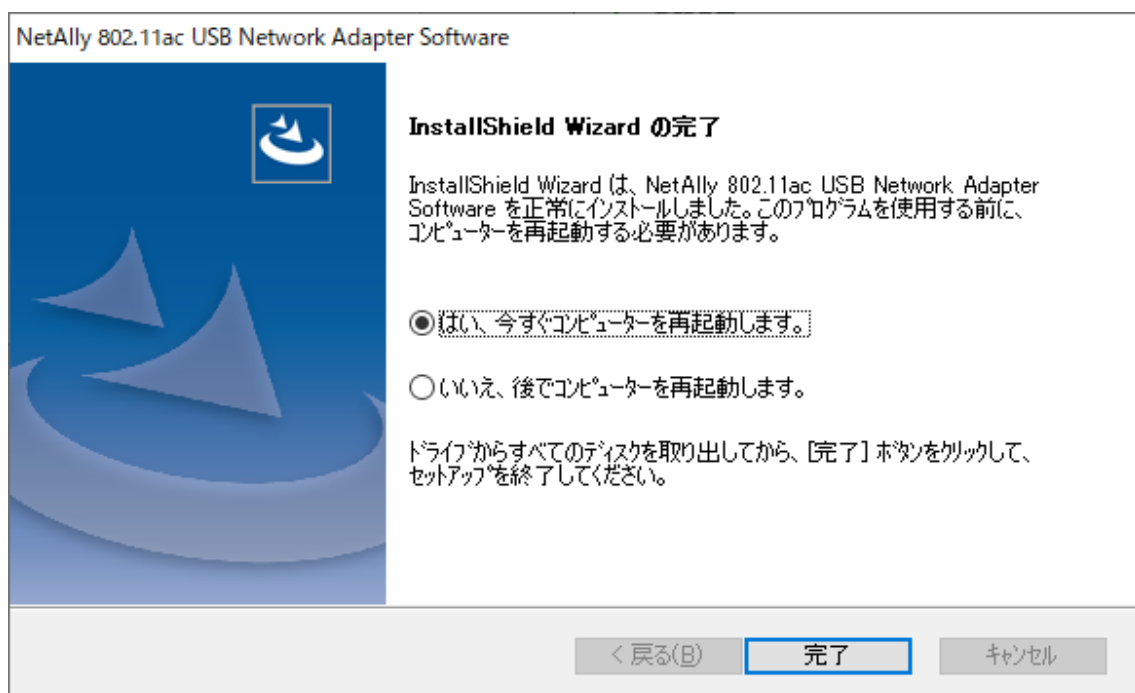 NetAlly 802.11ac USB Network Adapter Software
InstallShield Wizard の完了
InstallShield Wizard は、NetAlly 802.11ac USB Network Adapter
Software を正常にインストールしました。このプログラムを使用する前に、
コンピューターを再起動する必要があります。
はい、今すぐコンピューターを再起動します。
いいえ、後でコンピューターを再起動します。
ドライブからすべてのディスクを取り出してから、[完了] ボタンをクリックして、
セットアップを終了してください。
< 戻る(B)
完了
キャンセル